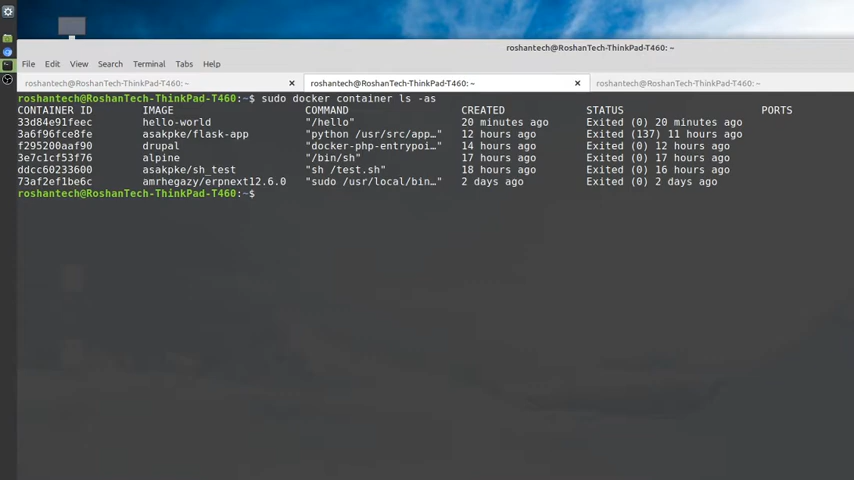 roshantech@RoshanTech-ThinkPad-T460: ~
File Edit View Search Terminal Tabs Help
roshantech@RoshanTech-ThinkPad-T460: ~ × roshantech@RoshanTech-ThinkPad-T460: ~ × roshantech@RoshanTech-ThinkPad-T460: ~
roshantech@RoshanTech-ThinkPad-T460:~$ sudo docker container ls -as
CONTAINER ID IMAGE COMMAND CREATED STATUS PORTS
33d84e91feec hello-world "/hello" 20 minutes ago Exited (0) 20 minutes ago
3a6f96fce8fe asakpke/flask-app "python /usr/src/app…" 12 hours ago Exited (137) 11 hours ago
f295200aaf90 drupal "docker-php-entrypoi…" 14 hours ago Exited (0) 12 hours ago
3e7c1cf53f76 alpine "/bin/sh" 17 hours ago Exited (0) 17 hours ago
ddcc60233600 asakpke/sh_test "sh /test.sh" 18 hours ago Exited (0) 16 hours ago
73af2ef1be6c amrhegazy/erpnext12.6.0 "sudo /usr/local/bin…" 2 days ago Exited (0) 2 days ago
roshantech@RoshanTech-ThinkPad-T460:~$